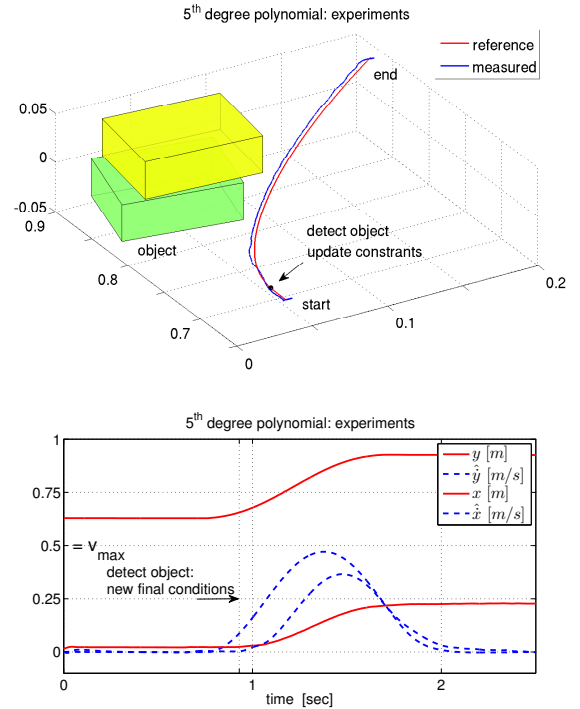 5th degree polynomial: experiments
reference
measured
end
0.05
0
-0.05
0.9
0.8
0.7
object
detect object
update constrants
start
0.2
0.1
0
5th degree polynomial: experiments
1
0.75
0.5
0.25
0
= vmax
detect object:
new final conditions
y [m]
ŷ̇ [m/s]
x [m]
x̂̇ [m/s]
0
1
2
time [sec]